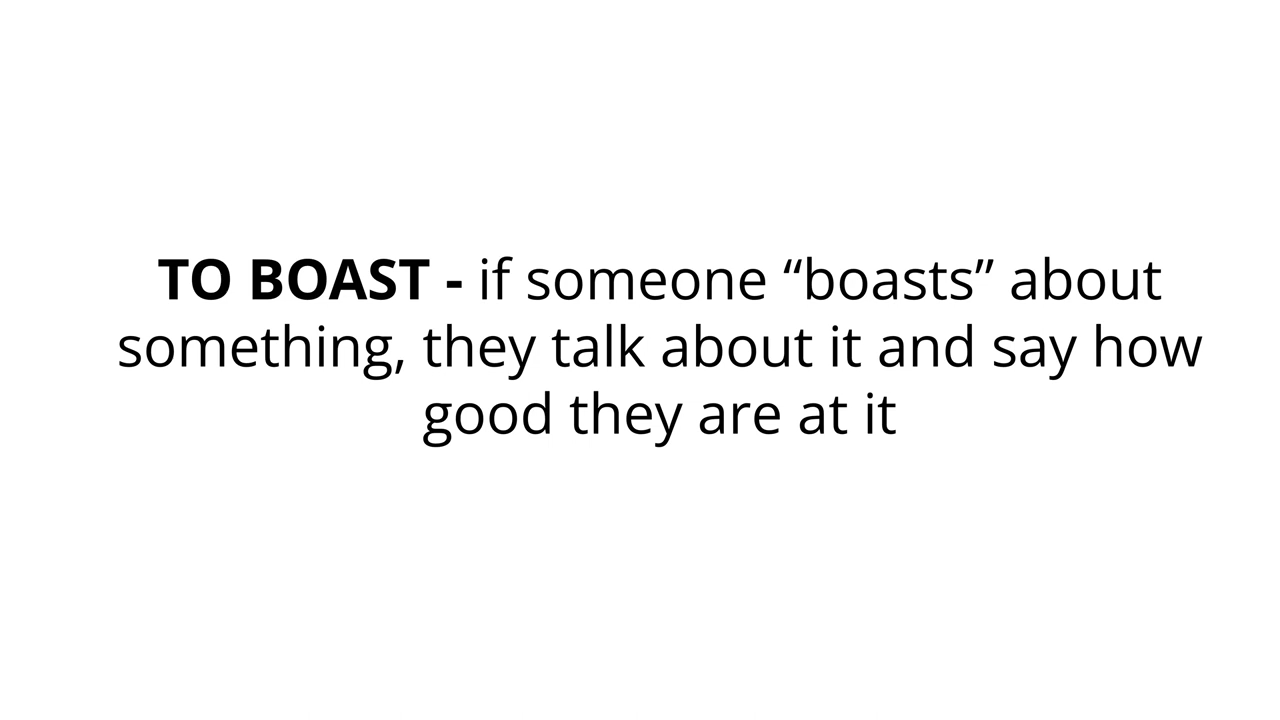 TO BOAST - if someone “boasts” about
something, they talk about it and say how
good they are at it